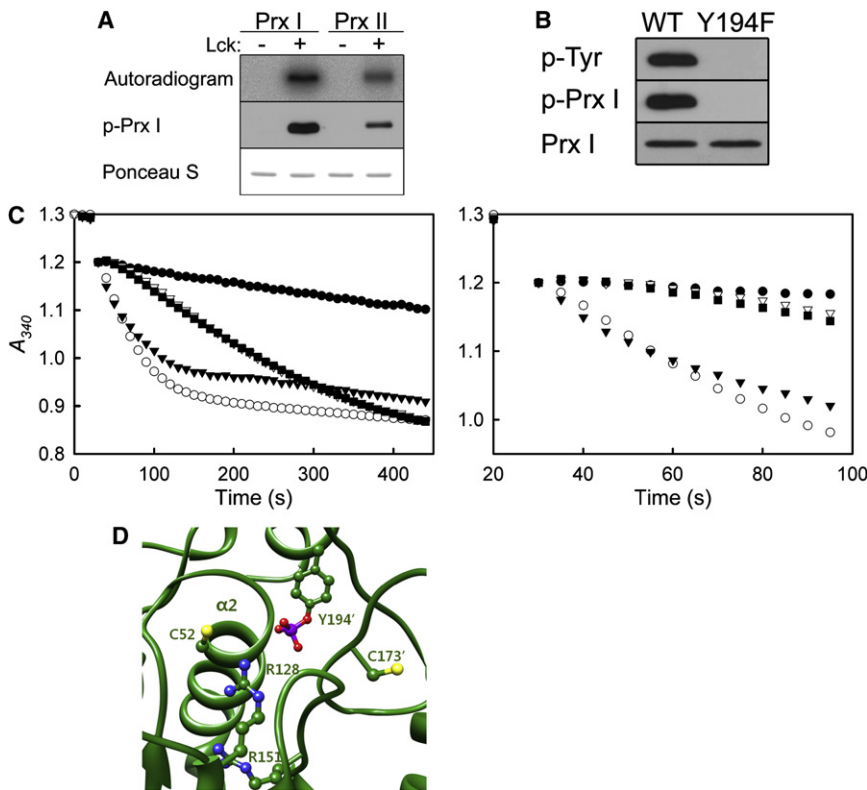 A
Prx I Prx II
Lck: - + - +
Autoradiogram
p-Prx I
Ponceau S
B
WT Y194F
p-Tyr
p-Prx I
Prx I
C
1.3
1.2
1.1
1.0
0.9
0.8
A340
0 100 200 300 400
Time (s)
1.3
1.2
1.1
1.0
20 40 60 80 100
Time (s)
D
α2
Y194'
C52
C173'
R128
R151